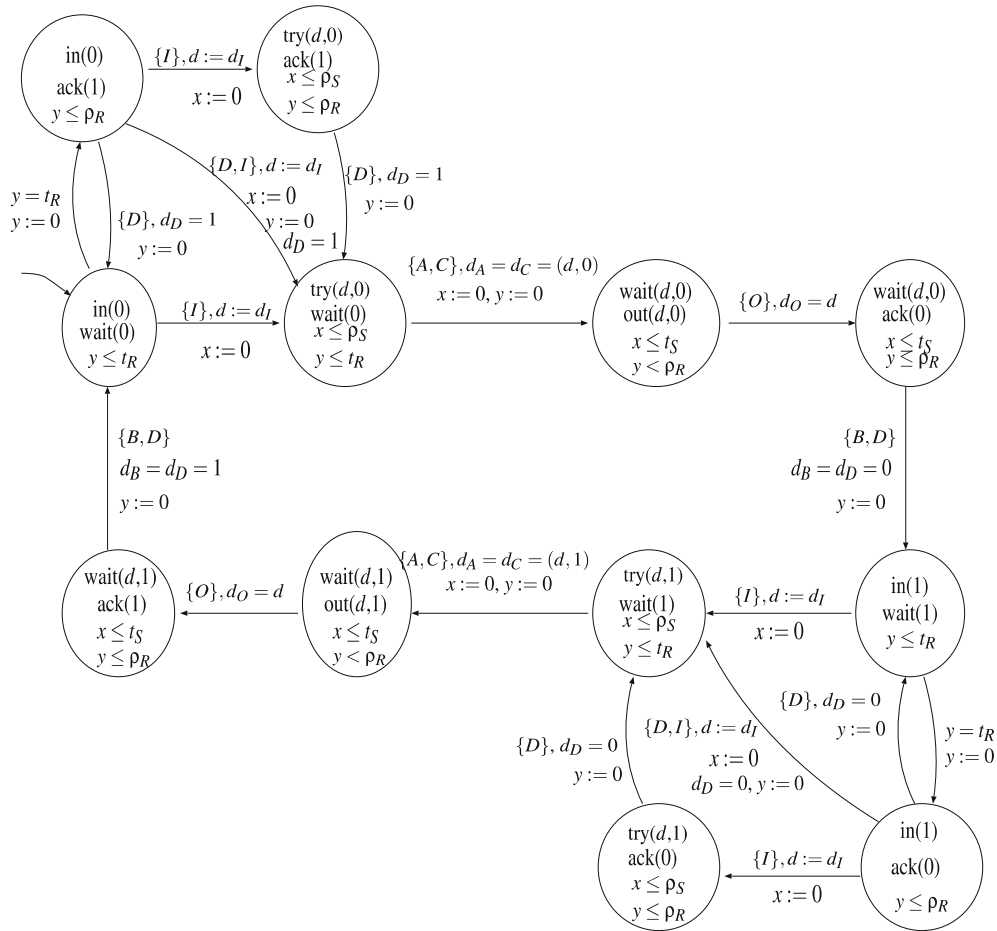 in(0)
ack(1)
y ≤ ρ_R
{I}, d := d_I
x := 0
try(d,0)
ack(1)
x ≤ ρ_S
y ≤ ρ_R
y = t_R
y := 0
{D}, d_D = 1
y := 0
{D,I}, d := d_I
x := 0
y := 0
d_D = 1
{D}, d_D = 1
y := 0
in(0)
wait(0)
y ≤ t_R
{I}, d := d_I
x := 0
try(d,0)
wait(0)
x ≤ ρ_S
y ≤ t_R
{A,C}, d_A = d_C = (d,0)
x := 0, y := 0
wait(d,0)
out(d,0)
x ≤ t_S
y < ρ_R
{O}, d_O = d
wait(d,0)
ack(0)
x ≤ t_S
y ≤ ρ_R
{B,D}
d_B = d_D = 1
y := 0
{B,D}
d_B = d_D = 0
y := 0
wait(d,1)
ack(1)
x ≤ t_S
y ≤ ρ_R
{O}, d_O = d
wait(d,1)
out(d,1)
x ≤ t_S
y < ρ_R
{A,C}, d_A = d_C = (d,1)
x := 0, y := 0
try(d,1)
wait(1)
x ≤ ρ_S
y ≤ t_R
{I}, d := d_I
x := 0
in(1)
wait(1)
y ≤ t_R
{D}, d_D = 0
y := 0
{D,I}, d := d_I
x := 0
d_D = 0, y := 0
{D}, d_D = 0
y := 0
y = t_R
y := 0
try(d,1)
ack(0)
x ≤ ρ_S
y ≤ ρ_R
{I}, d := d_I
x := 0
in(1)
ack(0)
y ≤ ρ_R